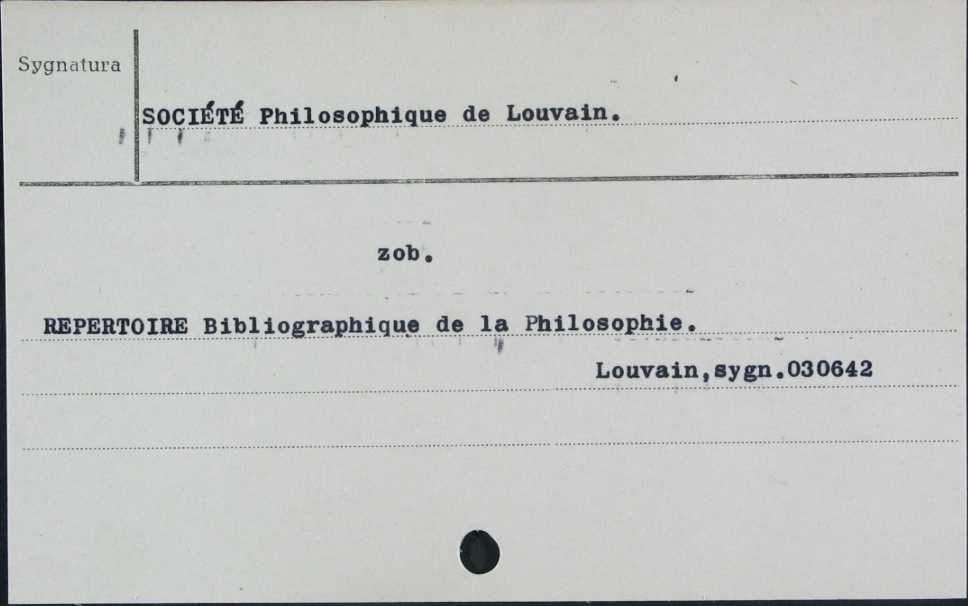 Sygnatura
SOCIÉTÉ Philosophique de Louvain.
zob.
REPERTOIRE Bibliographique de la Philosophie.
Louvain,sygn.030642